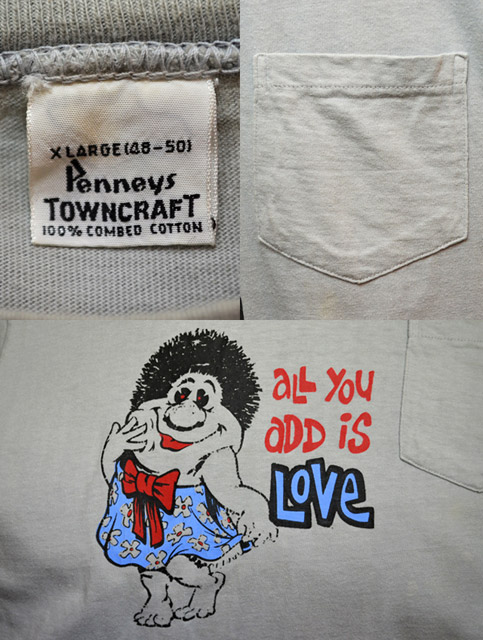 X LARGE (48-50)
Penneys
TOWNCRAFT
100% COMBED COTTON
aLL YOU
aDD iS
LOVe